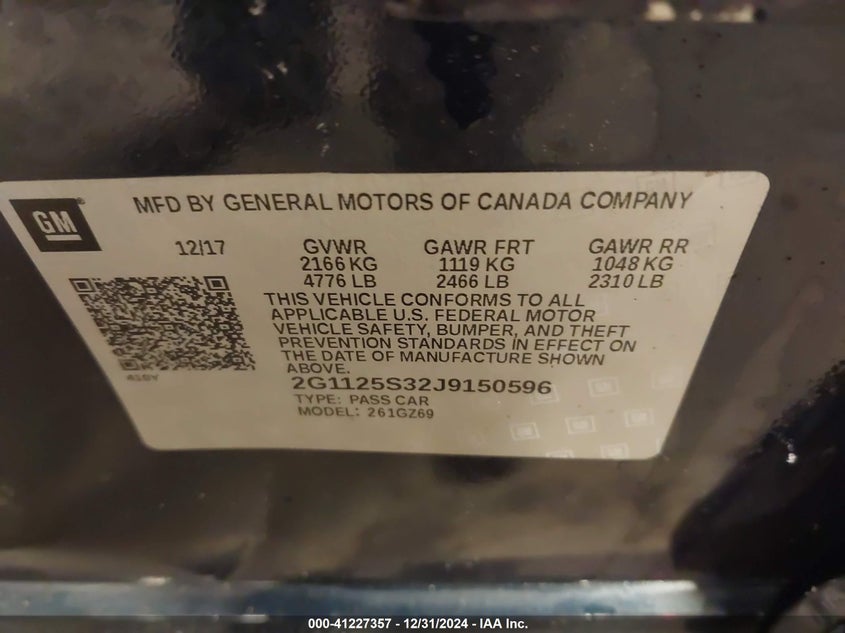 GM
MFD BY GENERAL MOTORS OF CANADA COMPANY
12/17 GVWR GAWR FRT GAWR RR
2166 KG 1119 KG 1048 KG
4776 LB 2466 LB 2310 LB
THIS VEHICLE CONFORMS TO ALL
APPLICABLE U.S. FEDERAL MOTOR
VEHICLE SAFETY, BUMPER, AND THEFT
PREVENTION STANDARDS IN EFFECT ON
THE DATE OF MANUFACTURE SHOWN
ABOVE.
2G1125S32J9150596
TYPE: PASS CAR
MODEL: 261GZ69
000-41227357 - 12/31/2024 - IAA Inc.